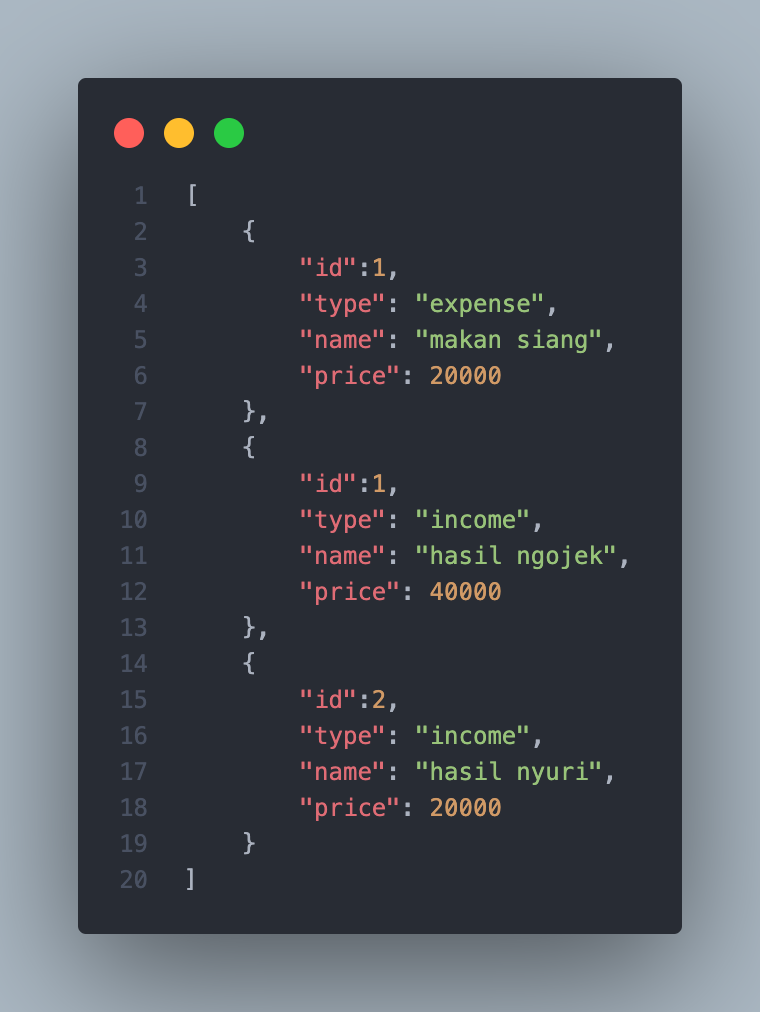 1 [
2     {
3         "id":1,
4         "type": "expense",
5         "name": "makan siang",
6         "price": 20000
7     },
8     {
9         "id":1,
10         "type": "income",
11         "name": "hasil ngojek",
12         "price": 40000
13     },
14     {
15         "id":2,
16         "type": "income",
17         "name": "hasil nyuri",
18         "price": 20000
19     }
20 ]